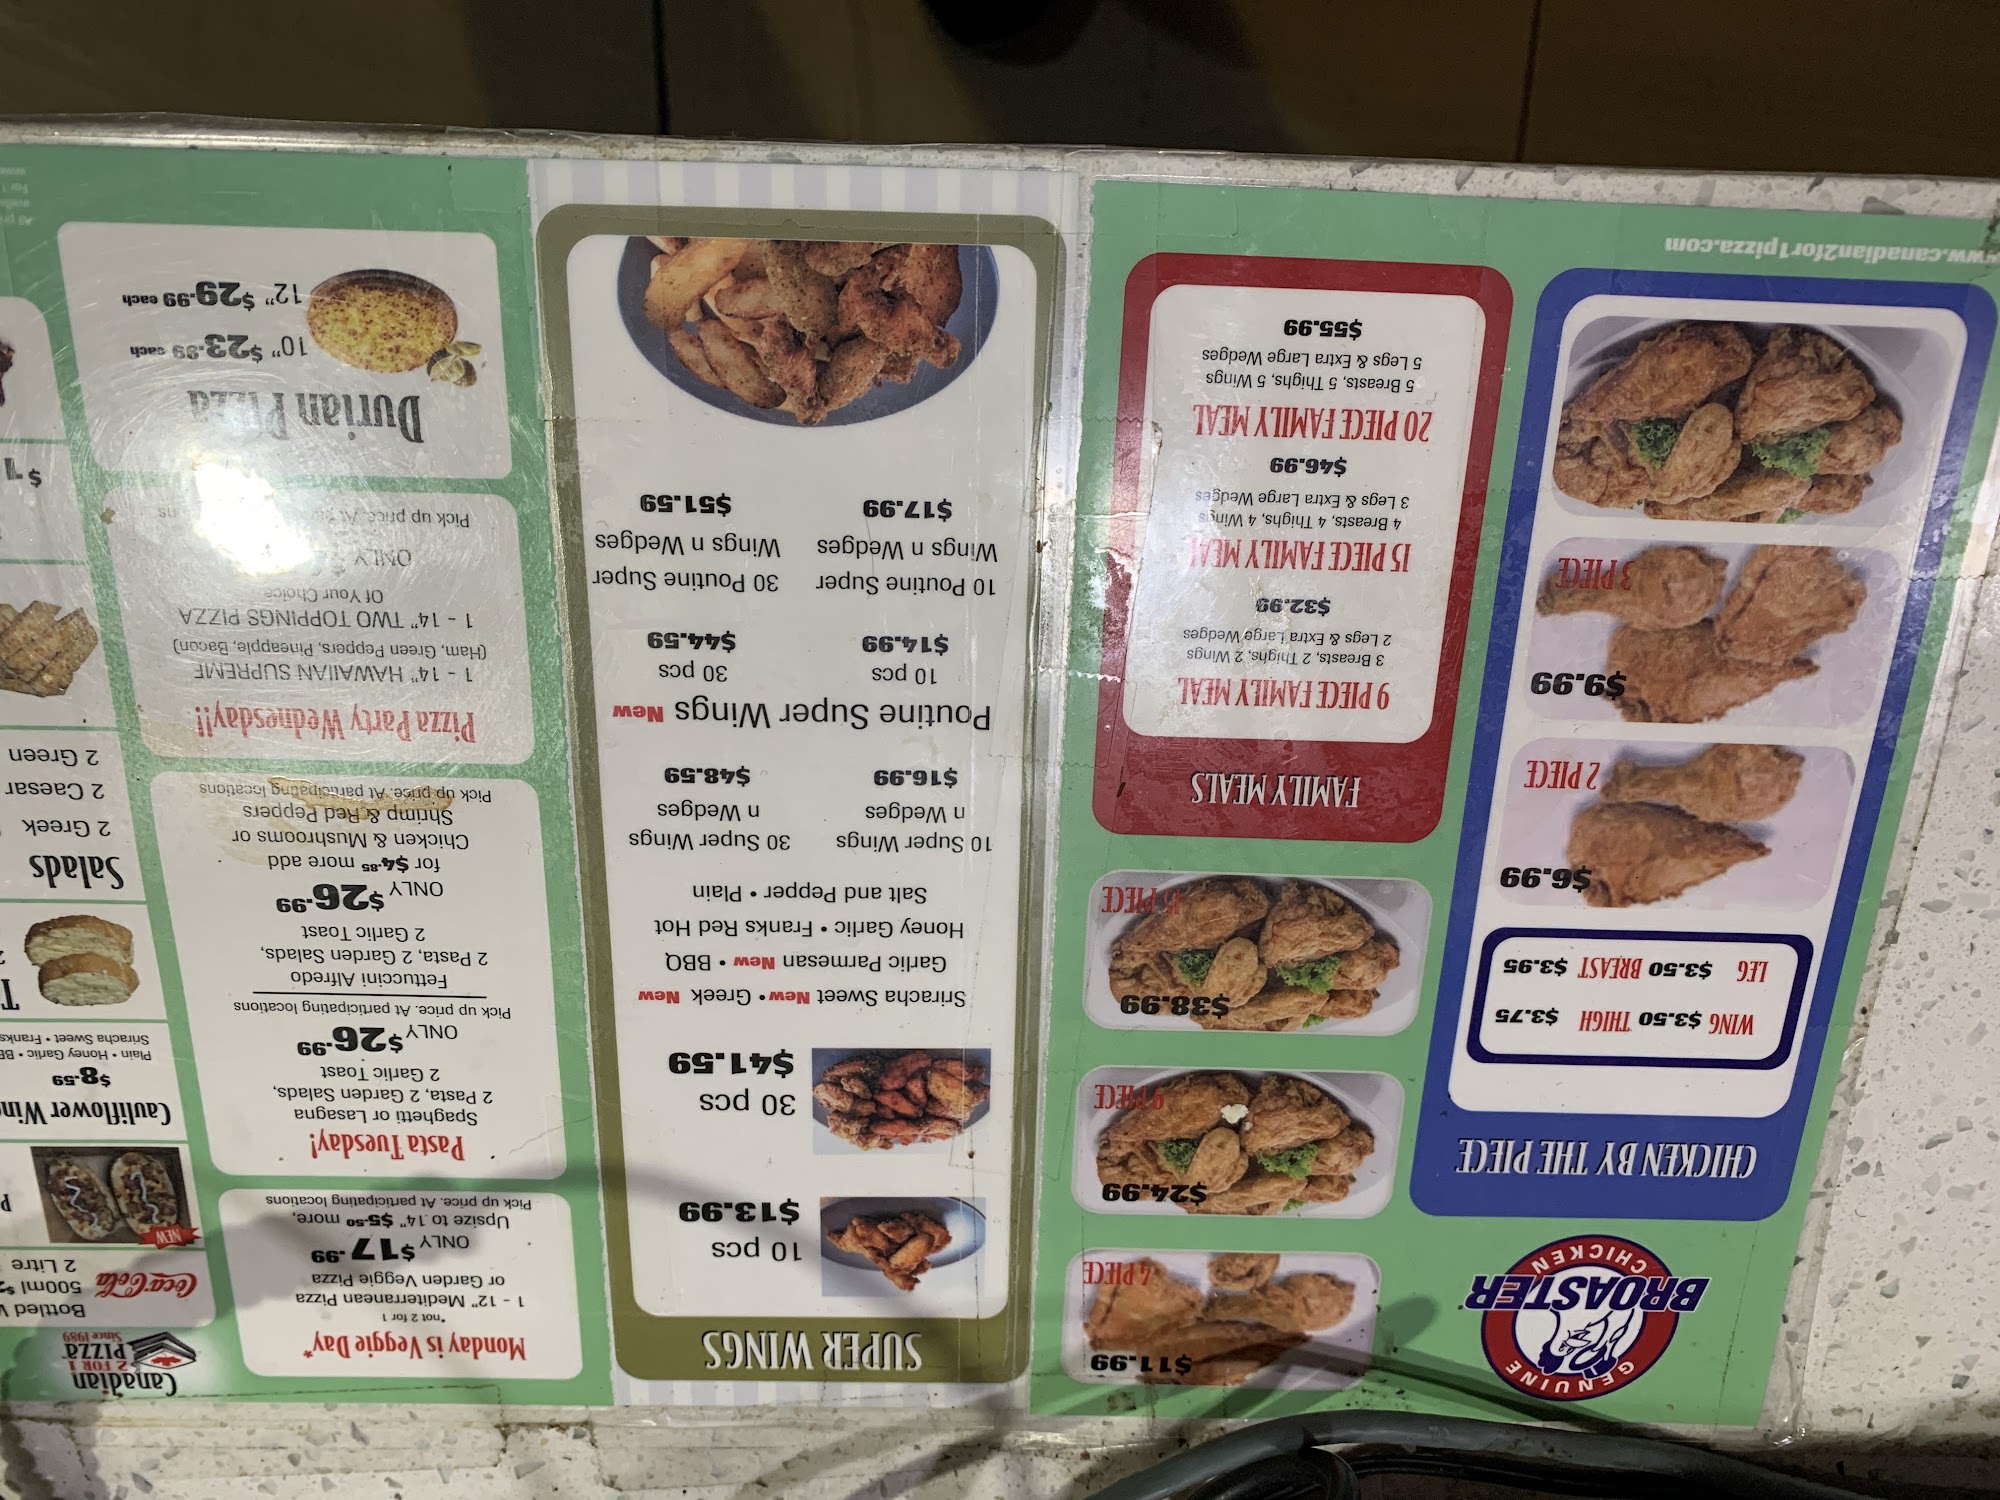 GENUINE
BROASTER
CHICKEN
CHICKEN BY THE PIECE
WING $3.50 THIGH $3.75
LEG $3.50 BREAST $3.95
$6.99
2 PIECE
$9.99
3 PIECE
www.canadian2for1pizza.com
$11.99
4 PIECE
$24.99
9 PIECE
$38.99
15 PIECE
FAMILY MEALS
9 PIECE FAMILY MEAL
3 Breasts, 2 Thighs, 2 Wings
2 Legs & Extra Large Wedges
$32.99
15 PIECE FAMILY MEAL
4 Breasts, 4 Thighs, 4 Wings
3 Legs & Extra Large Wedges
$46.99
20 PIECE FAMILY MEAL
5 Breasts, 5 Thighs, 5 Wings
5 Legs & Extra Large Wedges
$55.99
SUPER WINGS
10 pcs
$13.99
30 pcs
$41.59
Sriracha Sweet New • Greek New
Garlic Parmesan New • BBQ
Honey Garlic • Franks Red Hot
Salt and Pepper • Plain
10 Super Wings
n Wedges
$16.99
30 Super Wings
n Wedges
$48.59
Poutine Super Wings New
10 pcs
$14.99
30 pcs
$44.59
10 Poutine Super
Wings n Wedges
$17.99
30 Poutine Super
Wings n Wedges
$51.59
Monday is Veggie Day*
*not 2 for 1
1 - 12" Mediterranean Pizza
or Garden Veggie Pizza
ONLY $17.99
Upsize to 14" $5.50 more,
Pick up price. At participating locations
Pasta Tuesday!
Spaghetti or Lasagna
2 Pasta, 2 Garden Salads,
2 Garlic Toast
ONLY $26.99
Pick up price. At participating locations
Fettuccini Alfredo
2 Pasta, 2 Garden Salads,
2 Garlic Toast
ONLY $26.99
for $4.85 more add
Chicken & Mushrooms or
Shrimp & Red Peppers
Pick up price. At participating locations
Pizza Party Wednesday!!
1 - 14" HAWAIIAN SUPREME
(Ham, Green Peppers, Pineapple, Bacon)
1 - 14" TWO TOPPINGS PIZZA
Of Your Choice
ONLY $
Pick up price. At
Durian Pizza
10" $23.99 each
12" $29.99 each
Canadian
2 FOR 1
PIZZA
Since 1989
Bottled
Coca-Cola 500ml
2 Litre
NEW
Cauliflower
$8.59
Plain • Honey Garlic •
Sriracha Sweet • Franks
Salads
2 Greek
2 Caesar
2 Green